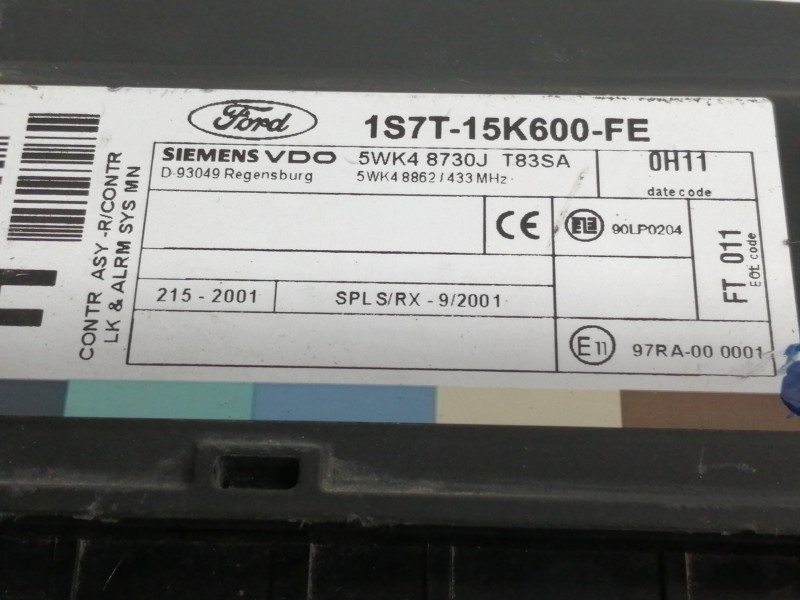 Ford 1S7T-15K600-FE
SIEMENS VDO 5WK4 8730J T83SA 0H11
D-93049 Regensburg 5WK4 8862 / 433 MHz date code
CE 90LP0204
215 - 2001 SPLS/RX - 9/2001
E11 97RA-00 0001
FT 011
EOL code
CONTR ASY -R/CONTR
LK & ALRM SYS MN